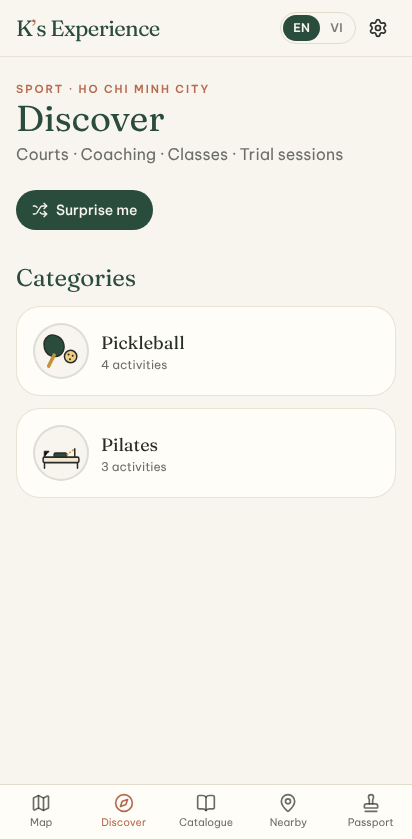 K's Experience
EN VI
SPORT · HO CHI MINH CITY
Discover
Courts · Coaching · Classes · Trial sessions
Surprise me
Categories
Pickleball
4 activities
Pilates
3 activities
Map Discover Catalogue Nearby Passport